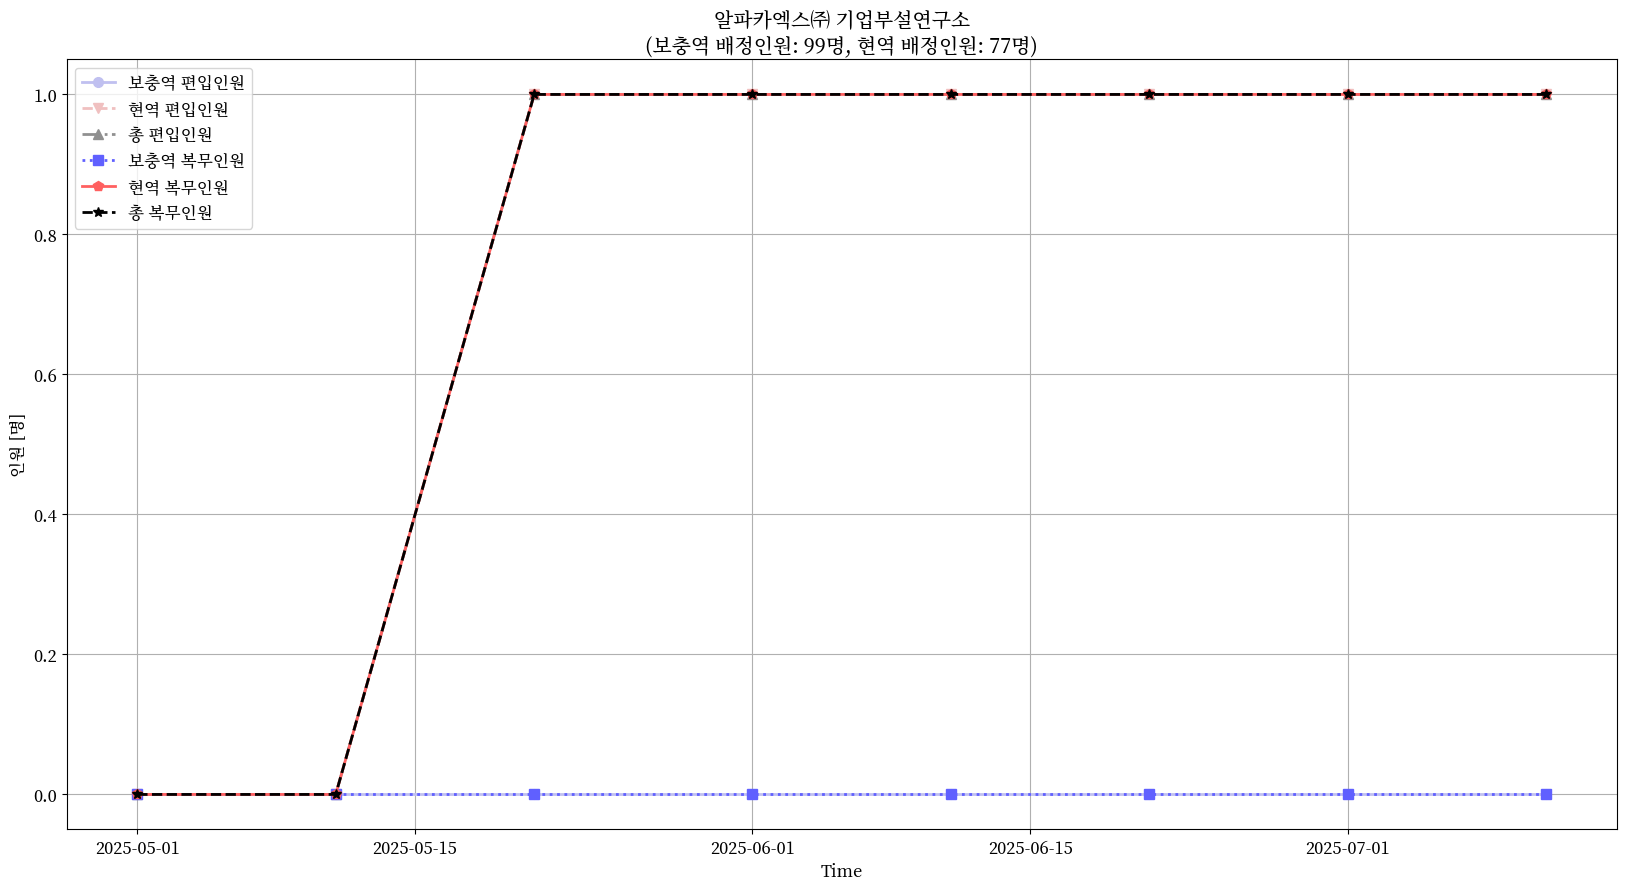 알파카엑스㈜ 기업부설연구소
(보충역 배정인원: 99명, 현역 배정인원: 77명)
보충역 편입인원
현역 편입인원
총 편입인원
보충역 복무인원
현역 복무인원
총 복무인원
1.0
0.8
0.6
0.4
0.2
0.0
인원 [명]
2025-05-01
2025-05-15
2025-06-01
2025-06-15
2025-07-01
Time